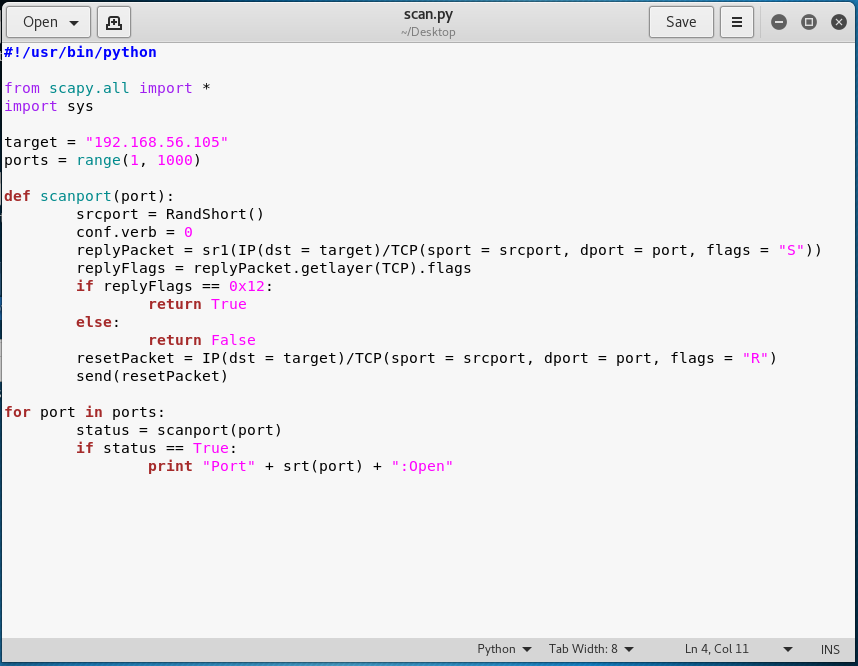 Open
scan.py
~/Desktop
Save
#!/usr/bin/python

from scapy.all import *
import sys

target = "192.168.56.105"
ports = range(1, 1000)

def scanport(port):
        srcport = RandShort()
        conf.verb = 0
        replyPacket = sr1(IP(dst = target)/TCP(sport = srcport, dport = port, flags = "S"))
        replyFlags = replyPacket.getlayer(TCP).flags
        if replyFlags == 0x12:
                return True
        else:
                return False
        resetPacket = IP(dst = target)/TCP(sport = srcport, dport = port, flags = "R")
        send(resetPacket)

for port in ports:
        status = scanport(port)
        if status == True:
                print "Port" + srt(port) + ":Open"
Python
Tab Width: 8
Ln 4, Col 11
INS